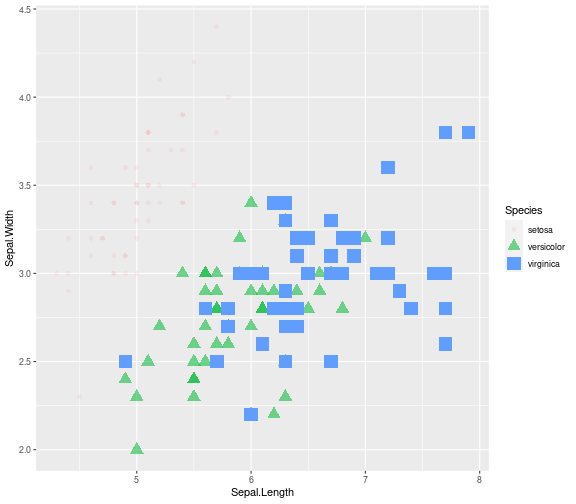 4.5
4.0
3.5
3.0
2.5
2.0
Sepal.Width
5 6 7 8
Sepal.Length
Species
setosa
versicolor
virginica